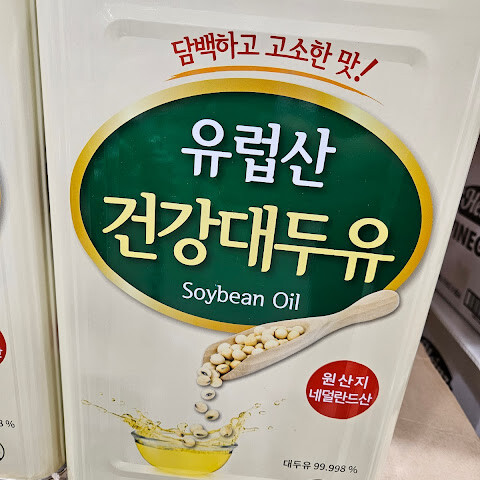 담백하고 고소한 맛!
유럽산
건강대두유
Soybean Oil
원산지
네덜란드산
대두유 99.998 %
8 %